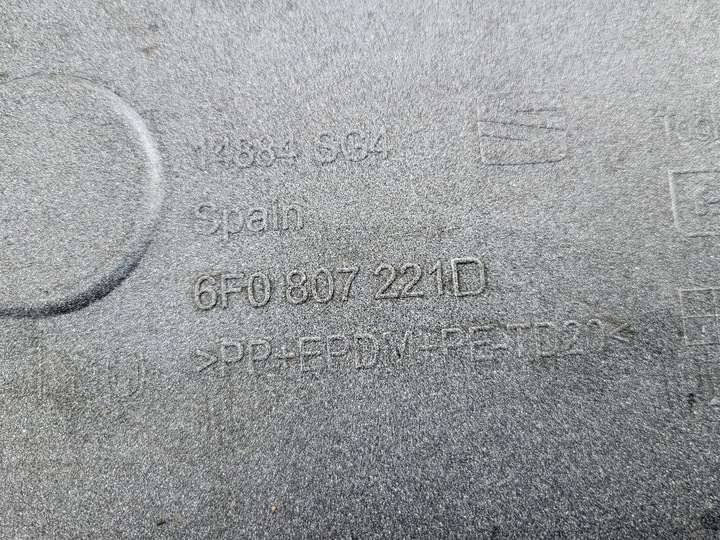 14884 SG4
Spain
6F0 807 221D
>PP+EPDM+PE-TD20<